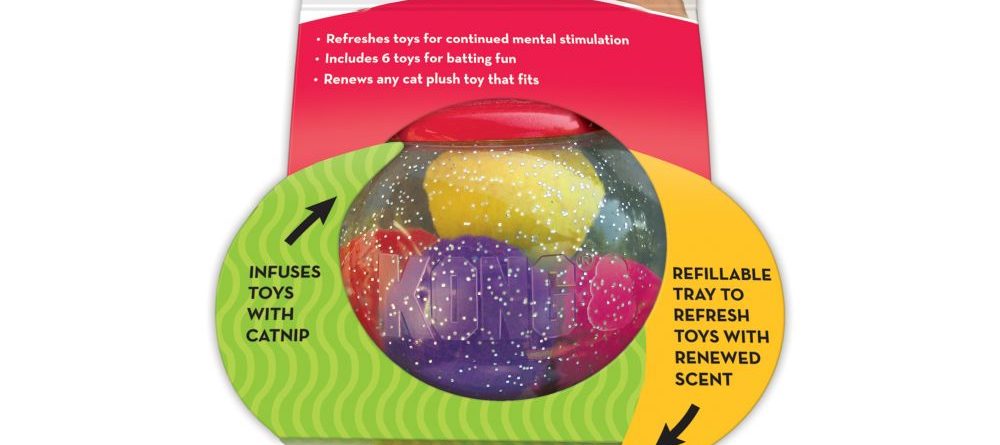 • Refreshes toys for continued mental stimulation
• Includes 6 toys for batting fun
• Renews any cat plush toy that fits
INFUSES
TOYS
WITH
CATNIP
KONG
REFILLABLE
TRAY TO
REFRESH
TOYS WITH
RENEWED
SCENT